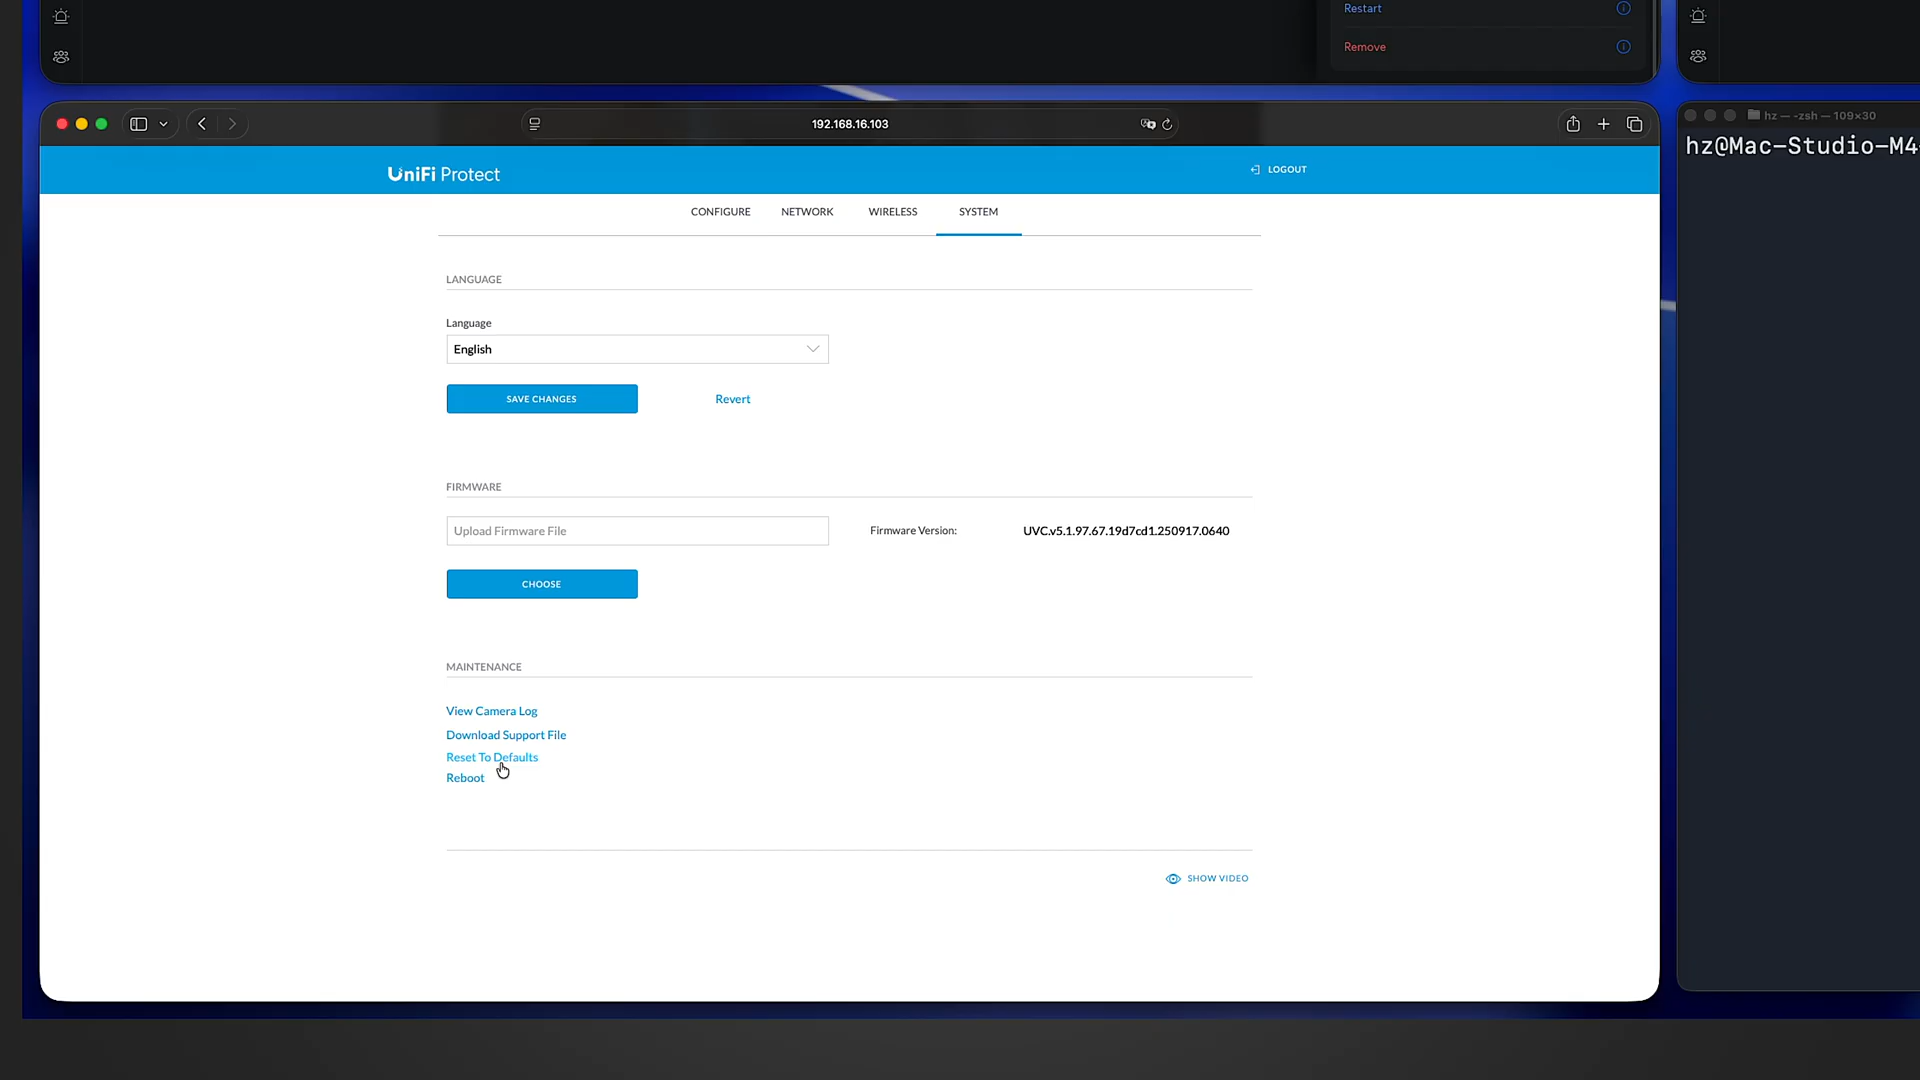 Restart
Remove
192.168.16.103
hz — -zsh — 109×30
hz@Mac-Studio-M4
UniFi Protect
LOGOUT
CONFIGURE
NETWORK
WIRELESS
SYSTEM
LANGUAGE
Language
English
SAVE CHANGES
Revert
FIRMWARE
Upload Firmware File
Firmware Version:
UVC.v5.1.97.67.19d7cd1.250917.0640
CHOOSE
MAINTENANCE
View Camera Log
Download Support File
Reset To Defaults
Reboot
SHOW VIDEO